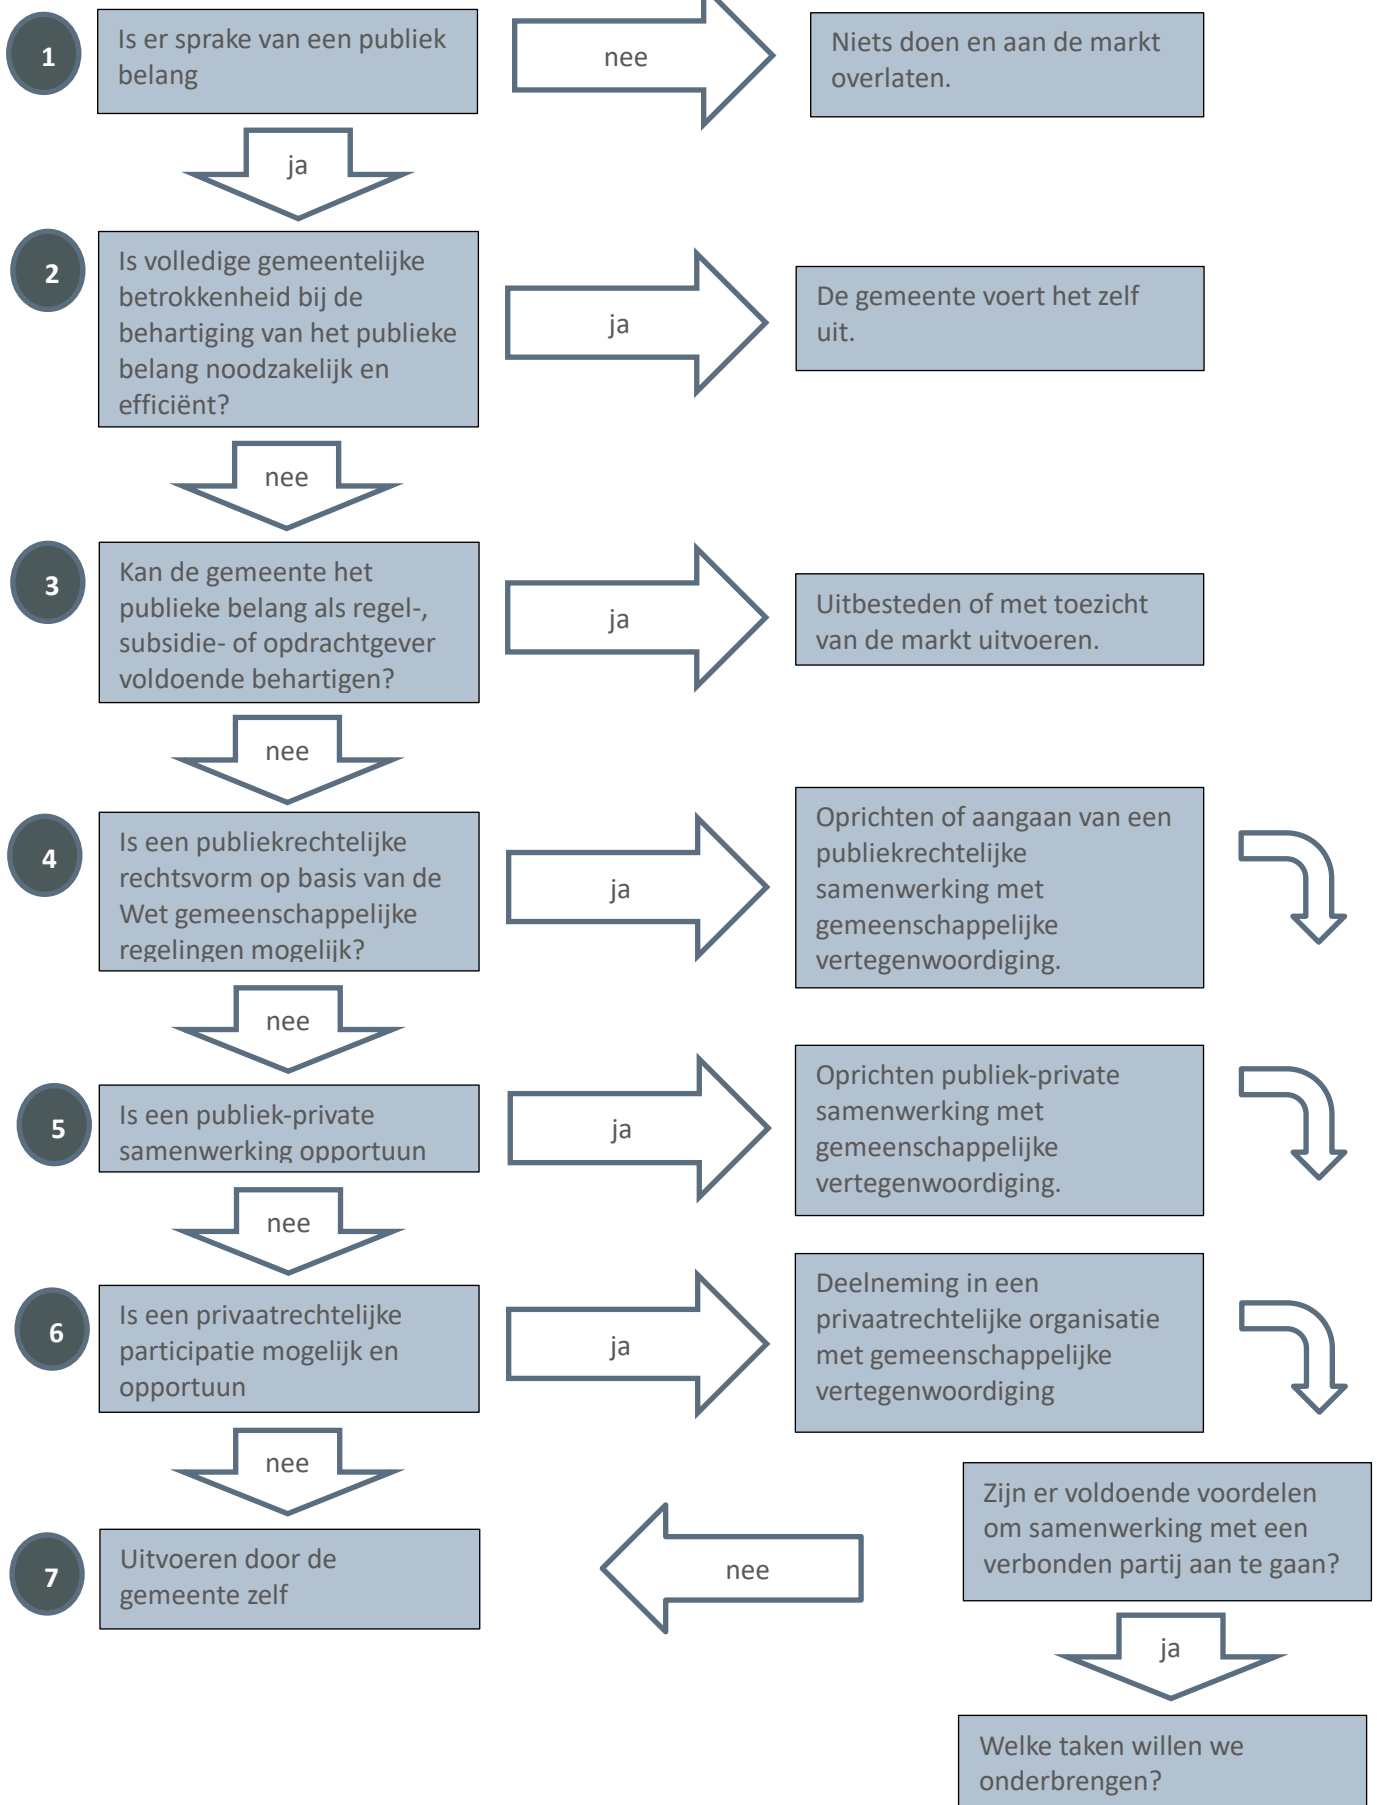 1
Is er sprake van een publiek
belang
nee
Niets doen en aan de markt
overlaten.
ja
2
Is volledige gemeentelijke
betrokkenheid bij de
behartiging van het publieke
belang noodzakelijk en
efficiënt?
ja
De gemeente voert het zelf
uit.
nee
3
Kan de gemeente het
publieke belang als regel-,
subsidie- of opdrachtgever
voldoende behartigen?
ja
Uitbesteden of met toezicht
van de markt uitvoeren.
nee
4
Is een publiekrechtelijke
rechtsvorm op basis van de
Wet gemeenschappelijke
regelingen mogelijk?
ja
Oprichten of aangaan van een
publiekrechtelijke
samenwerking met
gemeenschappelijke
vertegenwoordiging.
nee
5
Is een publiek-private
samenwerking opportuun
ja
Oprichten publiek-private
samenwerking met
gemeenschappelijke
vertegenwoordiging.
nee
6
Is een privaatrechtelijke
participatie mogelijk en
opportuun
ja
Deelneming in een
privaatrechtelijke organisatie
met gemeenschappelijke
vertegenwoordiging
nee
7
Uitvoeren door de
gemeente zelf
nee
Zijn er voldoende voordelen
om samenwerking met een
verbonden partij aan te gaan?
ja
Welke taken willen we
onderbrengen?